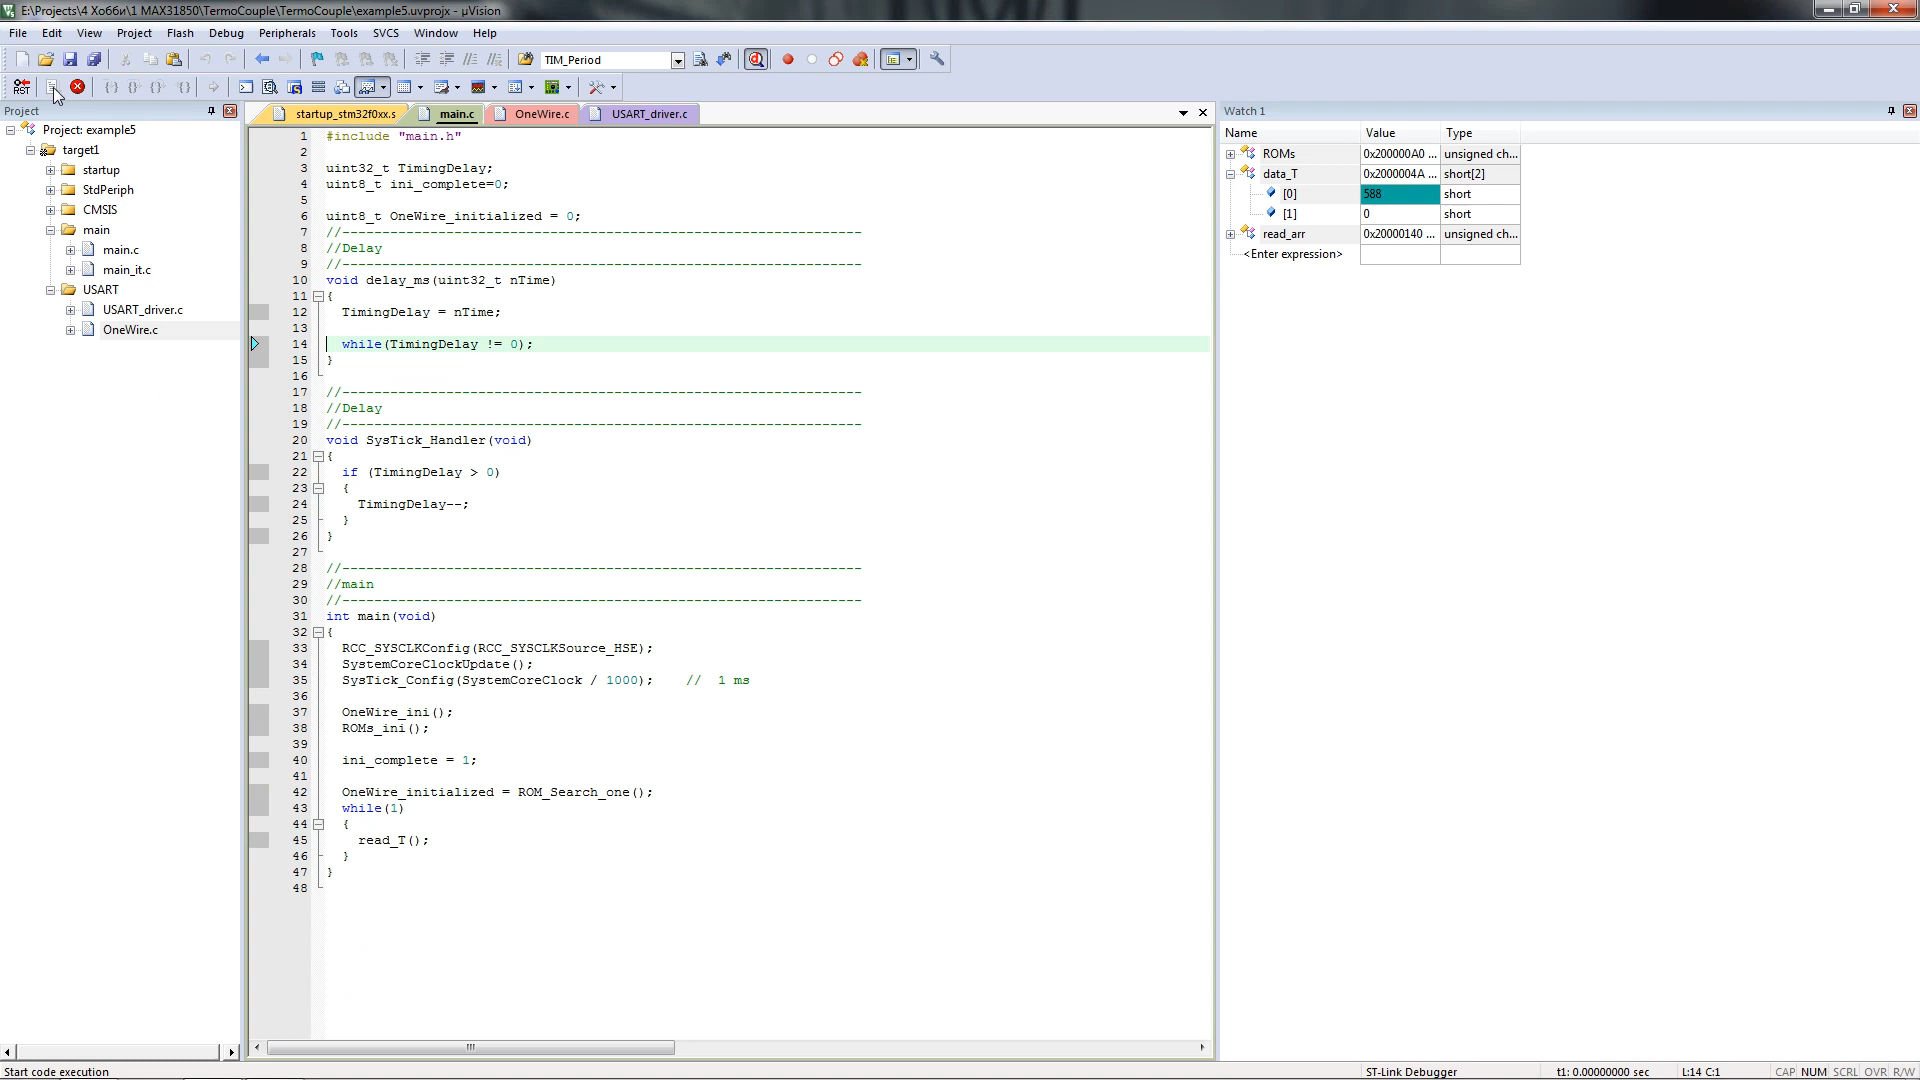 E:\Projects\4 Хобби\1 MAX31850\TermoCouple\TermoCouple\example5.uvprojx - µVision
File Edit View Project Flash Debug Peripherals Tools SVCS Window Help
TIM_Period
RST
Project
Project: example5
target1
startup
StdPeriph
CMSIS
main
main.c
main_it.c
USART
USART_driver.c
OneWire.c
startup_stm32f0xx.s main.c OneWire.c USART_driver.c
1 #include "main.h"
2
3 uint32_t TimingDelay;
4 uint8_t ini_complete=0;
5
6 uint8_t OneWire_initialized = 0;
7 //-----------------------------------------------------------------
8 //Delay
9 //-----------------------------------------------------------------
10 void delay_ms(uint32_t nTime)
11 {
12 TimingDelay = nTime;
13
14 while(TimingDelay != 0);
15 }
16
17 //-----------------------------------------------------------------
18 //Delay
19 //-----------------------------------------------------------------
20 void SysTick_Handler(void)
21 {
22 if (TimingDelay > 0)
23 {
24 TimingDelay--;
25 }
26 }
27
28 //-----------------------------------------------------------------
29 //main
30 //-----------------------------------------------------------------
31 int main(void)
32 {
33 RCC_SYSCLKConfig(RCC_SYSCLKSource_HSE);
34 SystemCoreClockUpdate();
35 SysTick_Config(SystemCoreClock / 1000); // 1 ms
36
37 OneWire_ini();
38 ROMs_ini();
39
40 ini_complete = 1;
41
42 OneWire_initialized = ROM_Search_one();
43 while(1)
44 {
45 read_T();
46 }
47 }
48
Watch 1
Name Value Type
ROMs 0x200000A0 ... unsigned ch...
data_T 0x2000004A ... short[2]
[0] 588 short
[1] 0 short
read_arr 0x20000140 ... unsigned ch...
<Enter expression>
Start code execution ST-Link Debugger t1: 0.00000000 sec L:14 C:1 CAP NUM SCRL OVR R/W